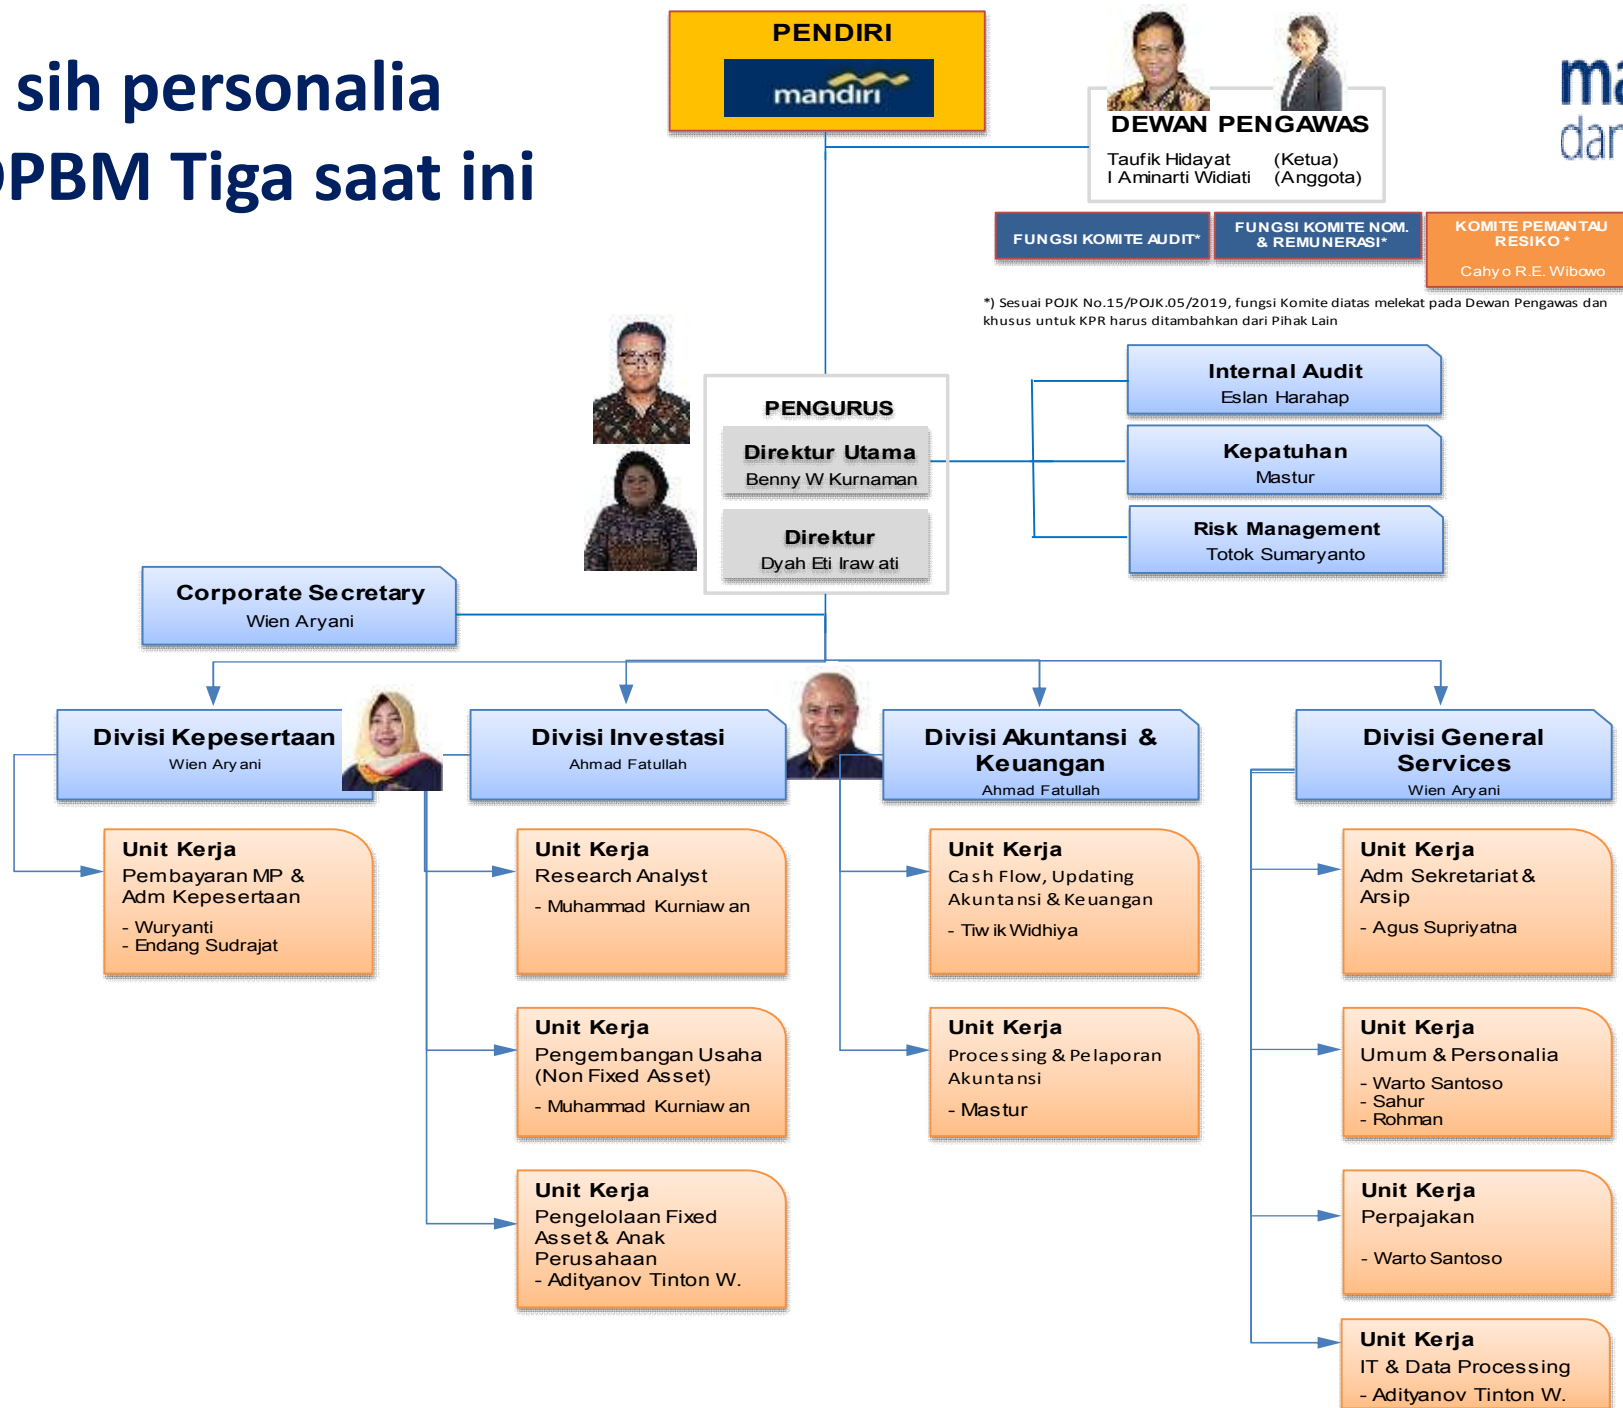 sih personalia
DPBM Tiga saat ini
PENDIRI
mandiri
DEWAN PENGAWAS
Taufik Hidayat (Ketua)
I Aminarti Widiati (Anggota)
FUNGSI KOMITE AUDIT*
FUNGSI KOMITE NOM.
& REMUNERASI*
KOMITE PEMANTAU
RESIKO *
Cahyo R.E. Wibowo
*) Sesuai POJK No.15/POJK.05/2019, fungsi Komite diatas melekat pada Dewan Pengawas dan
khusus untuk KPR harus ditambahkan dari Pihak Lain
PENGURUS
Direktur Utama
Benny W Kurnaman
Direktur
Dyah Eti Irawati
Internal Audit
Eslan Harahap
Kepatuhan
Mastur
Risk Management
Totok Sumaryanto
Corporate Secretary
Wien Aryani
Divisi Kepesertaan
Wien Aryani
Unit Kerja
Pembayaran MP &
Adm Kepesertaan
- Wuryanti
- Endang Sudrajat
Divisi Investasi
Ahmad Fatullah
Unit Kerja
Research Analyst
- Muhammad Kurniawan
Unit Kerja
Pengembangan Usaha
(Non Fixed Asset)
- Muhammad Kurniawan
Unit Kerja
Pengelolaan Fixed
Asset & Anak
Perusahaan
- Adityanov Tinton W.
Divisi Akuntansi &
Keuangan
Ahmad Fatullah
Unit Kerja
Cash Flow, Updating
Akuntansi & Keuangan
- Tiwik Widhiya
Unit Kerja
Processing & Pelaporan
Akuntansi
- Mastur
Divisi General
Services
Wien Aryani
Unit Kerja
Adm Sekretariat &
Arsip
- Agus Supriyatna
Unit Kerja
Umum & Personalia
- Warto Santoso
- Sahur
- Rohman
Unit Kerja
Perpajakan
- Warto Santoso
Unit Kerja
IT & Data Processing
- Adityanov Tinton W.